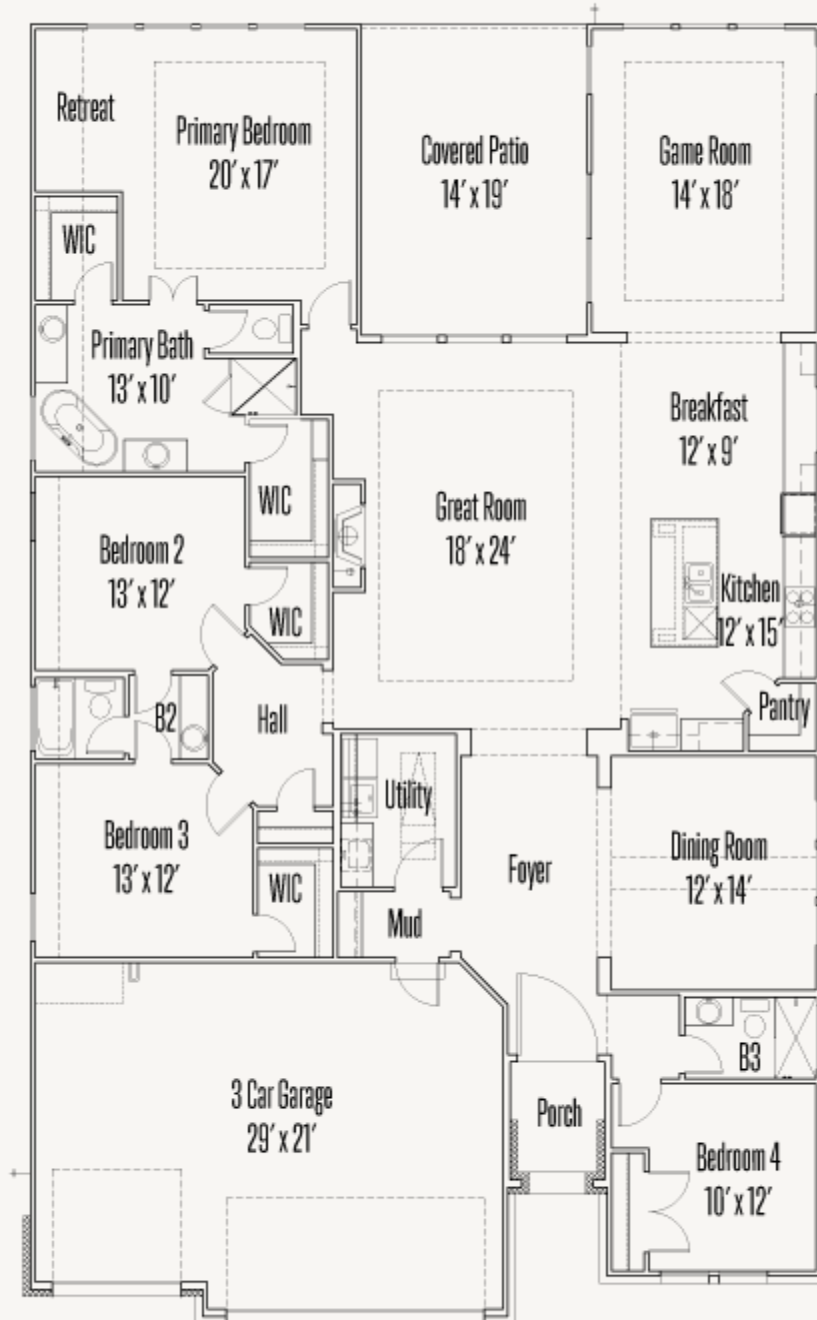 Retreat
Primary Bedroom
20′ x 17′
Covered Patio
14′ x 19′
Game Room
14′ x 18′
WIC
Primary Bath
13′ x 10′
Breakfast
12′ x 9′
WIC
Great Room
18′ x 24′
Bedroom 2
13′ x 12′
Kitchen
12′ x 15′
WIC
B2
Hall
Pantry
Utility
Bedroom 3
13′ x 12′
Dining Room
12′ x 14′
Foyer
WIC
Mud
B3
3 Car Garage
29′ x 21′
Porch
Bedroom 4
10′ x 12′